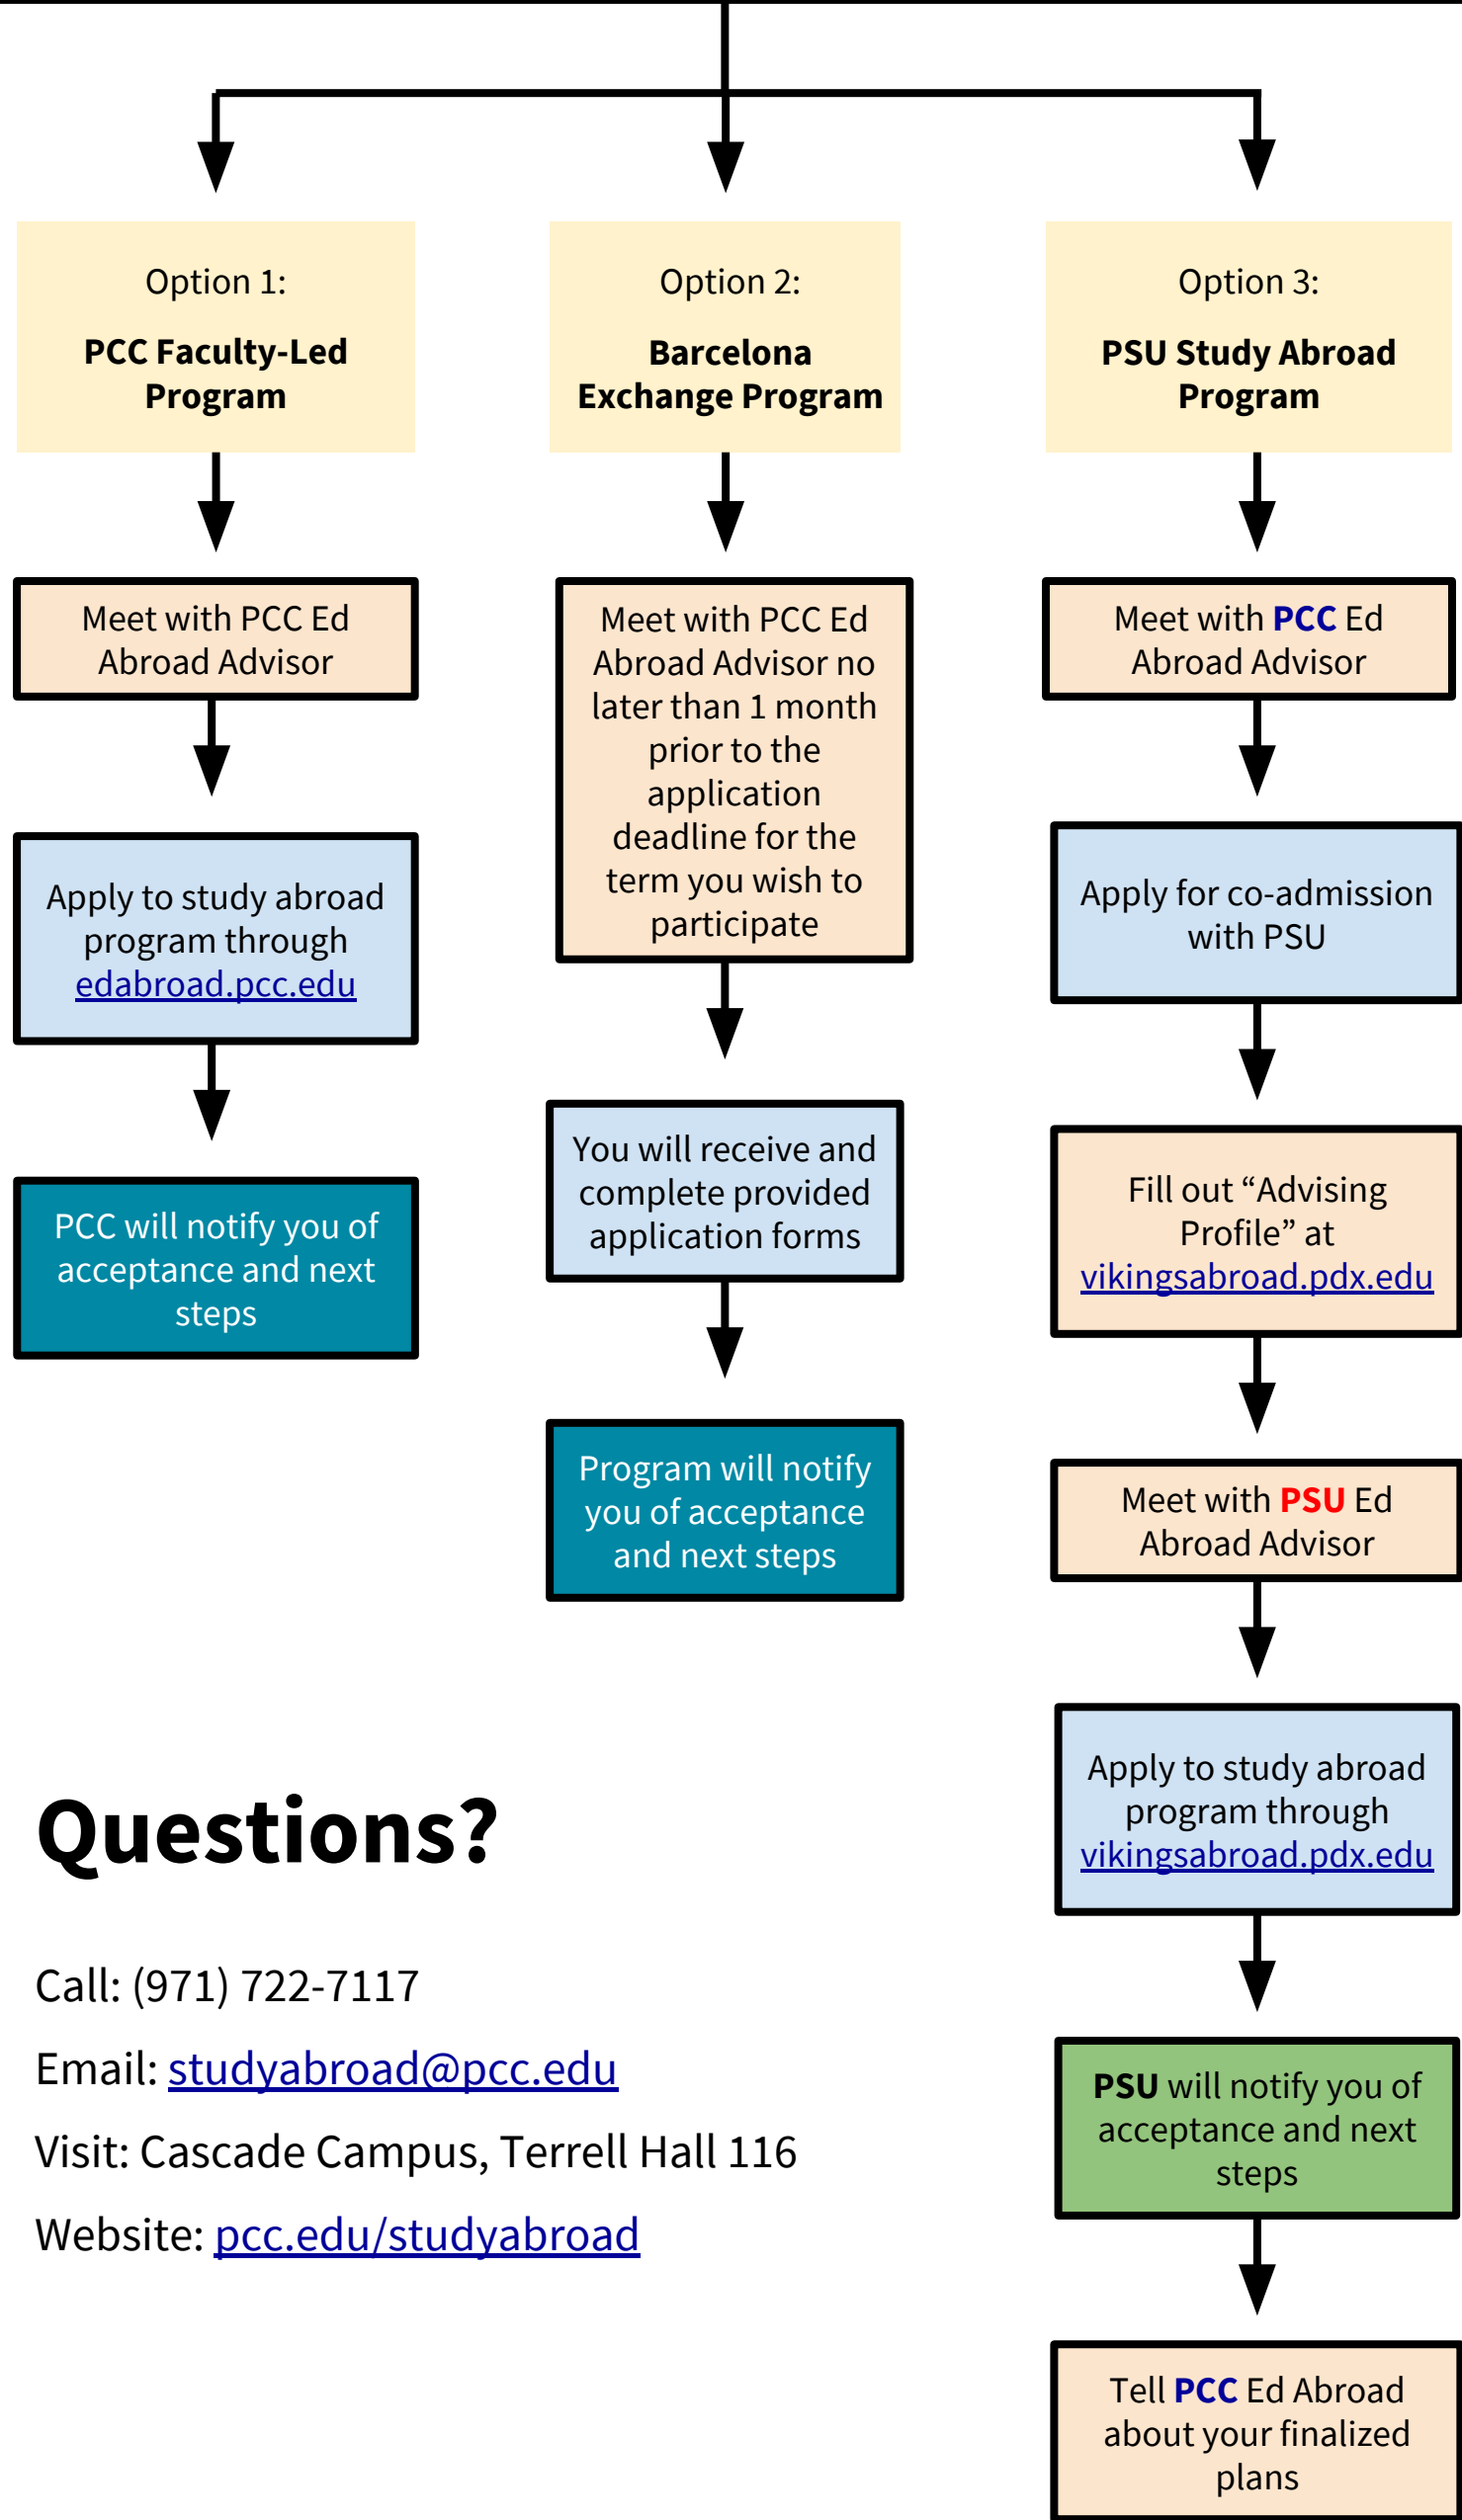 Option 1:
PCC Faculty-Led
Program
Meet with PCC Ed
Abroad Advisor
Apply to study abroad
program through
edabroad.pcc.edu
PCC will notify you of
acceptance and next
steps
Option 2:
Barcelona
Exchange Program
Meet with PCC Ed
Abroad Advisor no
later than 1 month
prior to the
application
deadline for the
term you wish to
participate
You will receive and
complete provided
application forms
Program will notify
you of acceptance
and next steps
Option 3:
PSU Study Abroad
Program
Meet with PCC Ed
Abroad Advisor
Apply for co-admission
with PSU
Fill out “Advising
Profile” at
vikingsabroad.pdx.edu
Meet with PSU Ed
Abroad Advisor
Apply to study abroad
program through
vikingsabroad.pdx.edu
PSU will notify you of
acceptance and next
steps
Tell PCC Ed Abroad
about your finalized
plans
Questions?
Call: (971) 722-7117
Email: studyabroad@pcc.edu
Visit: Cascade Campus, Terrell Hall 116
Website: pcc.edu/studyabroad